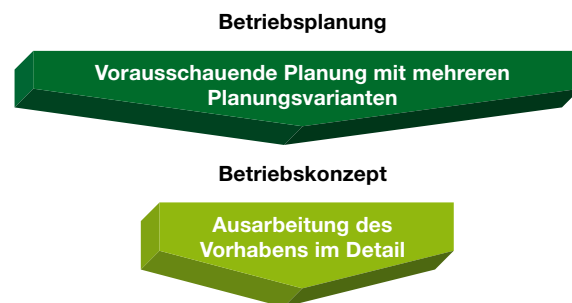 Betriebsplanung
Vorausschauende Planung mit mehreren
Planungsvarianten
Betriebskonzept
Ausarbeitung des
Vorhabens im Detail